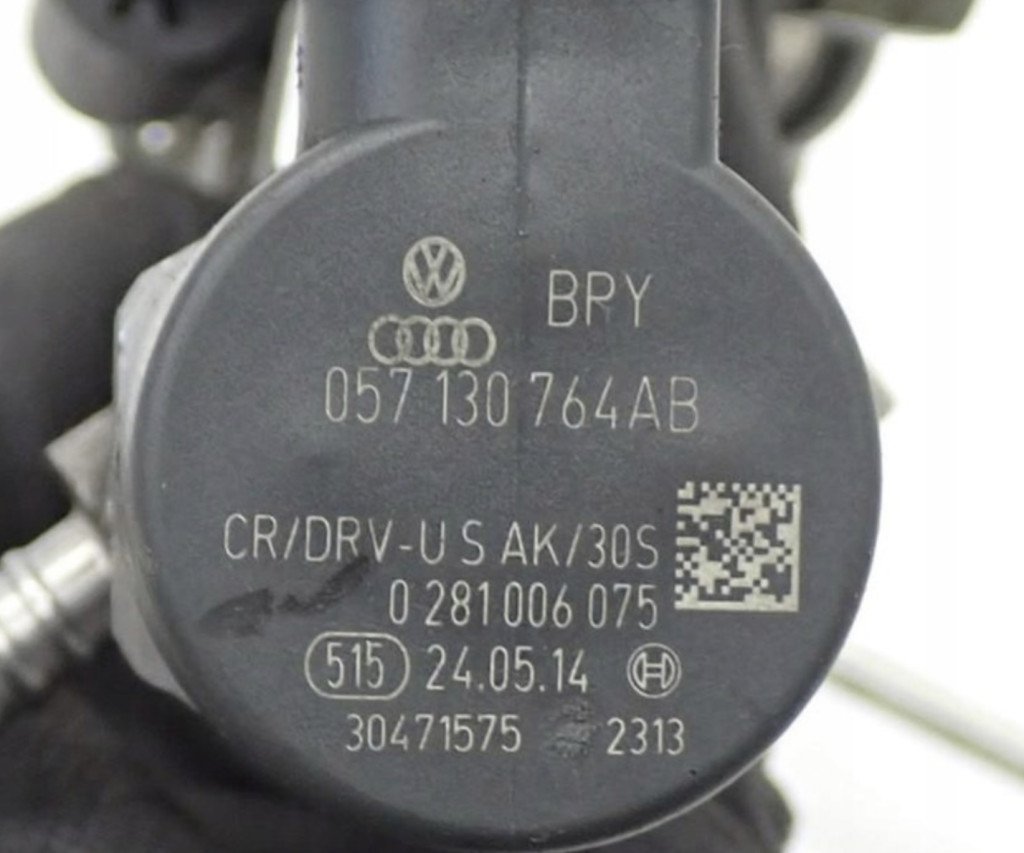 BRY
057 130 764AB
CR/DRV-U S AK/30S
0 281 006 075
515 24.05.14
30471575 2313